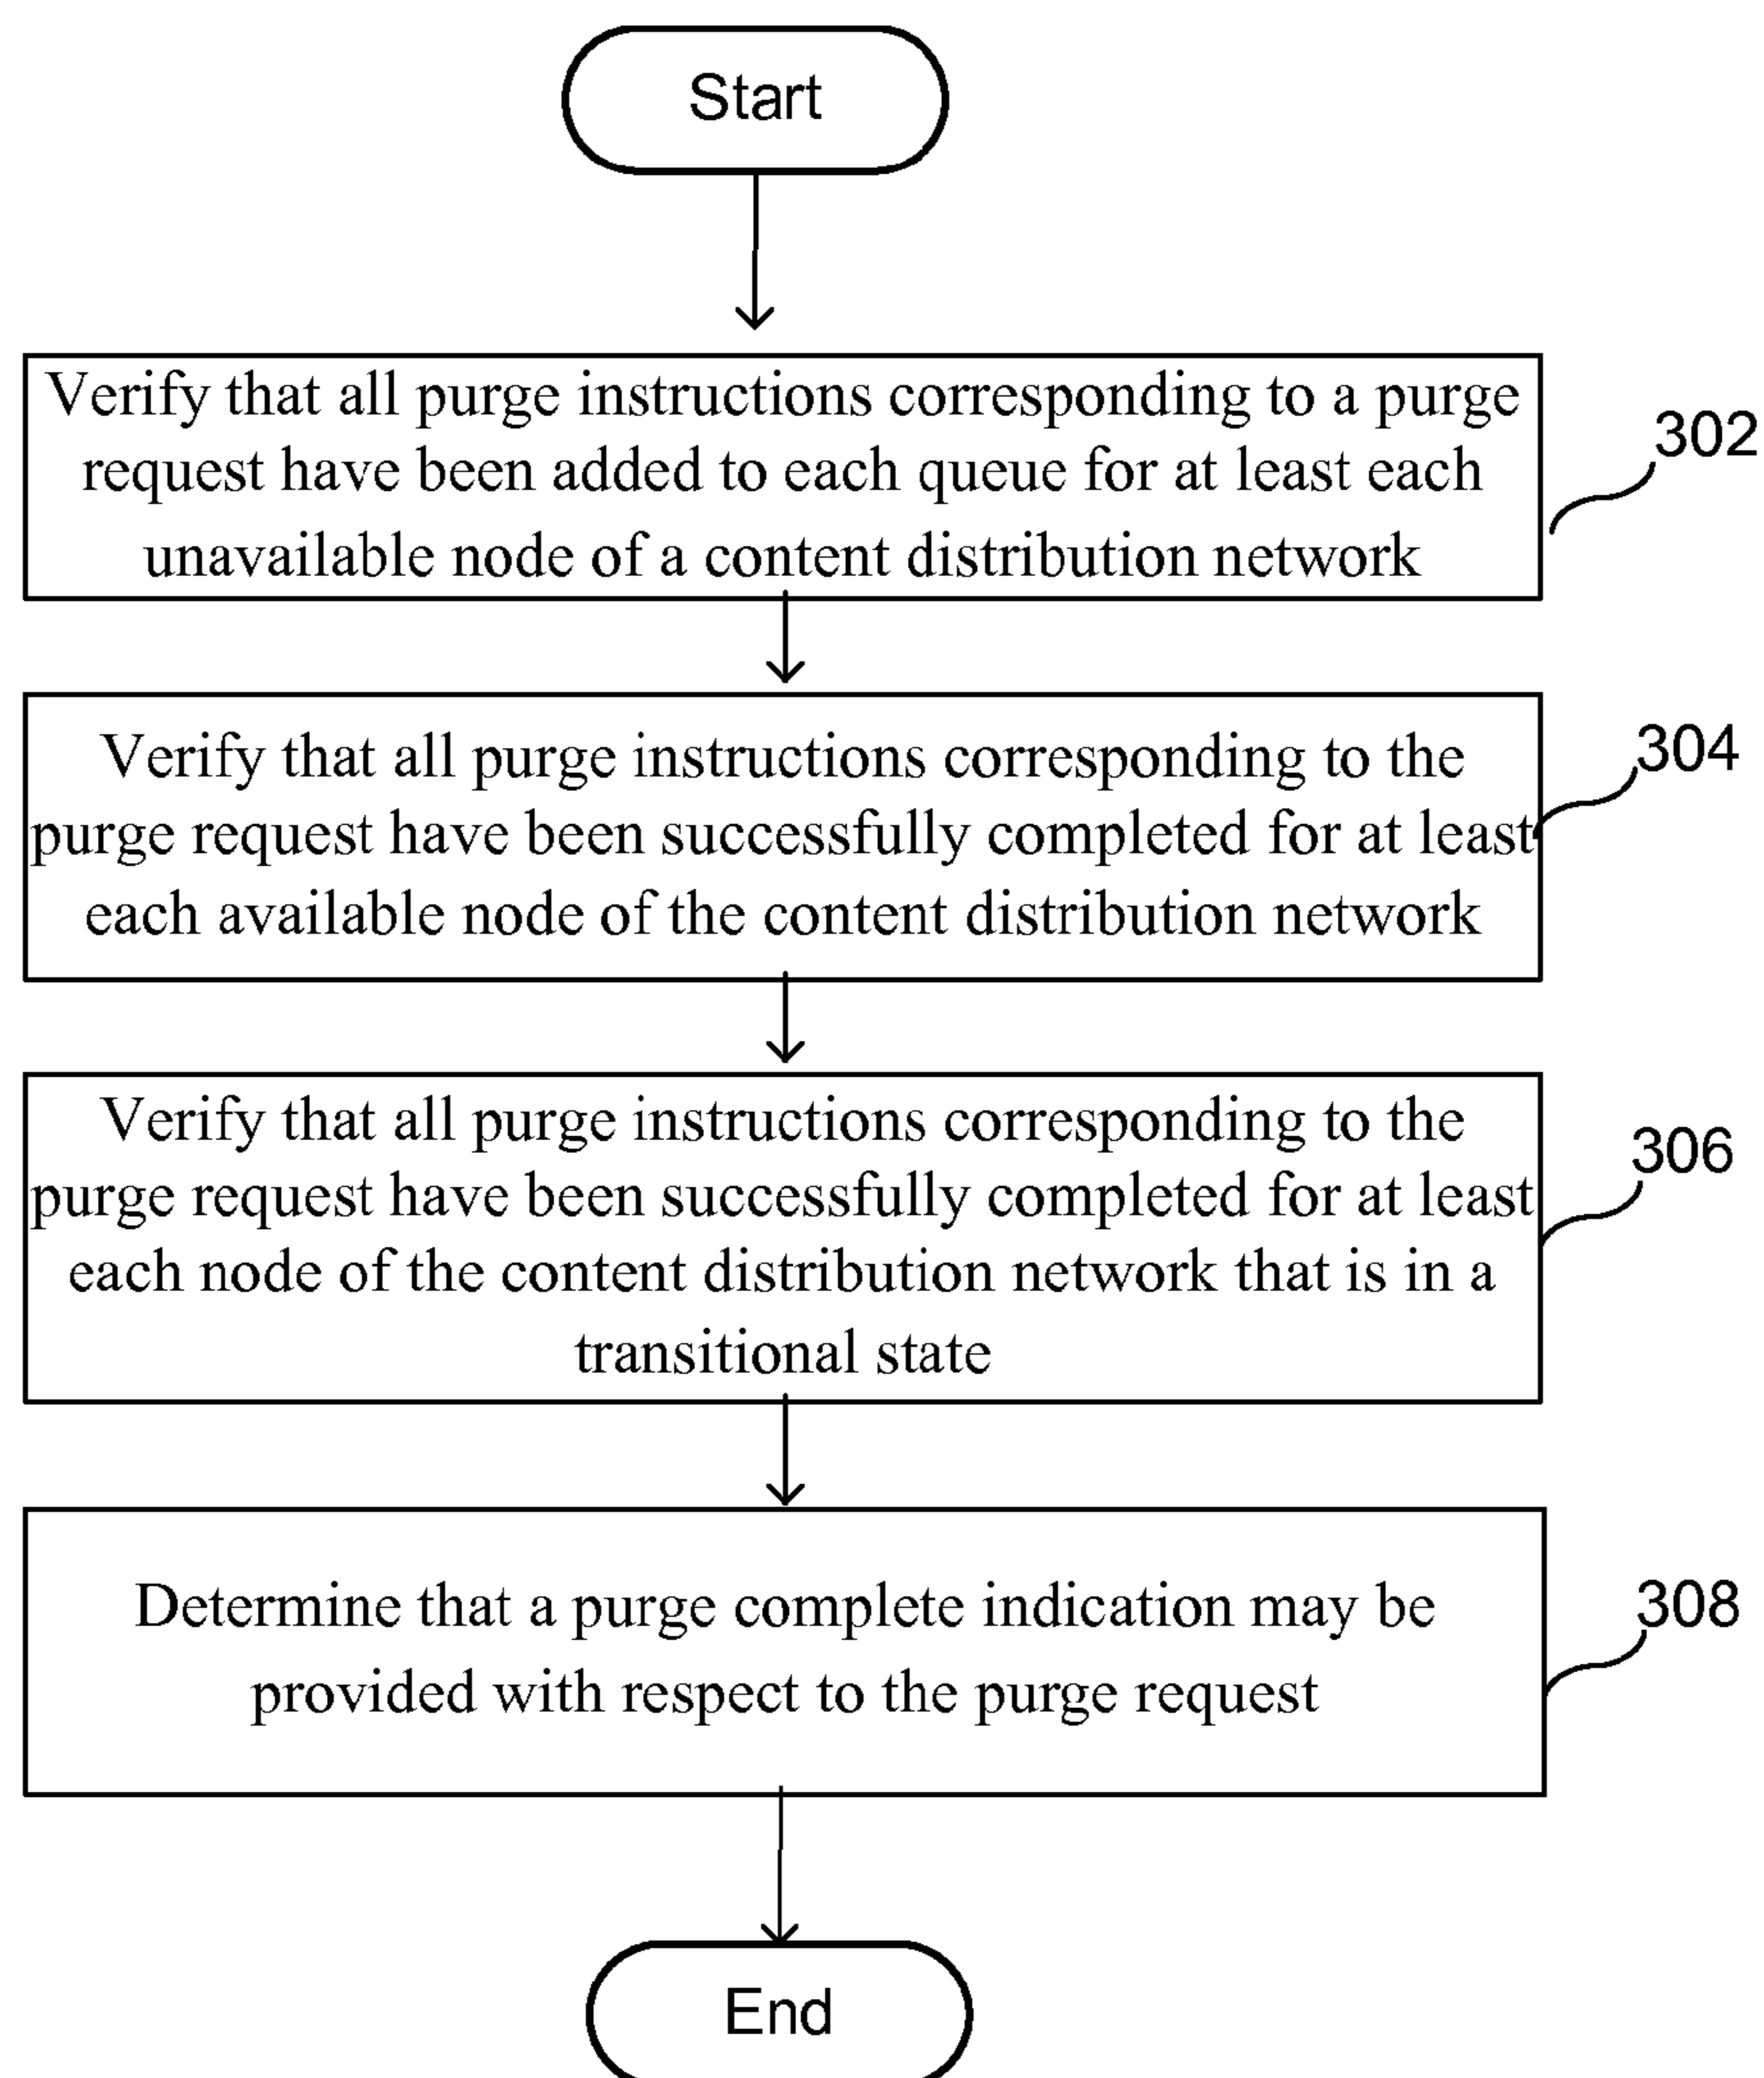 Start
Verify that all purge instructions corresponding to a purge
request have been added to each queue for at least each
unavailable node of a content distribution network
302
Verify that all purge instructions corresponding to the
purge request have been successfully completed for at least
each available node of the content distribution network
304
Verify that all purge instructions corresponding to the
purge request have been successfully completed for at least
each node of the content distribution network that is in a
transitional state
306
Determine that a purge complete indication may be
provided with respect to the purge request
308
End